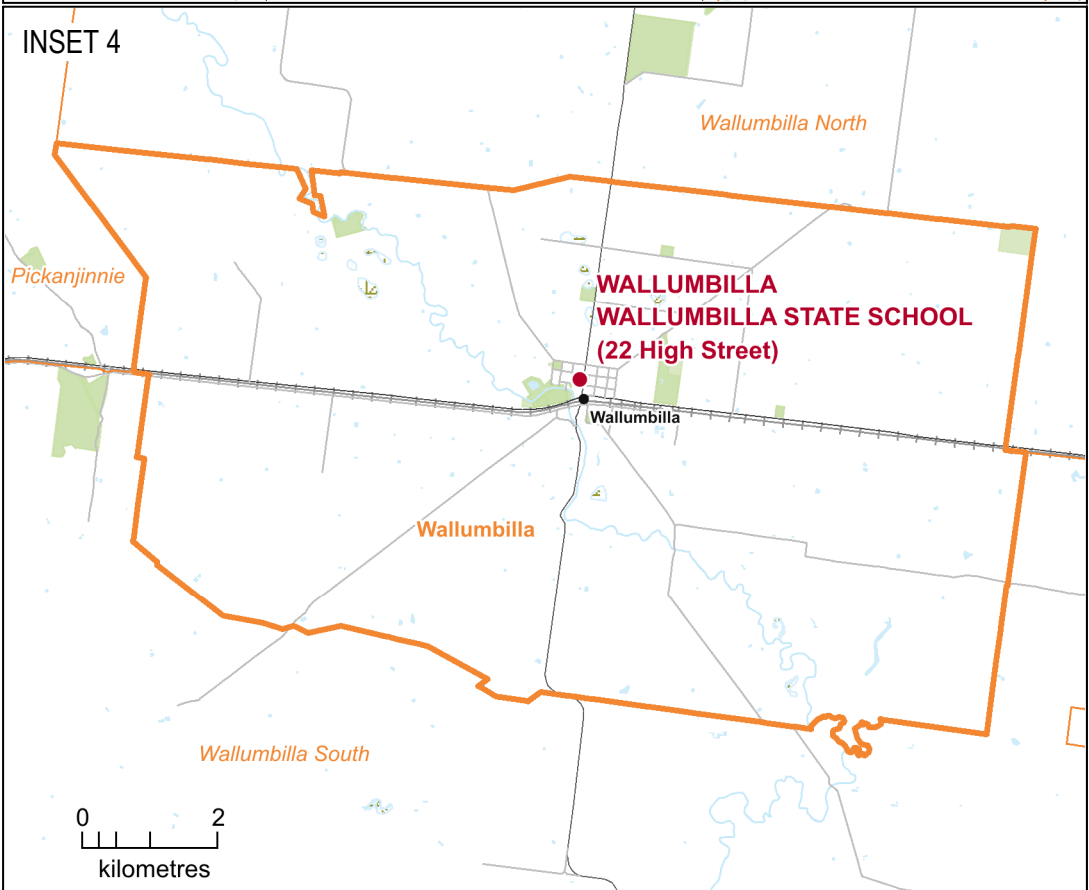 INSET 4
Wallumbilla North
Pickanjinnie
WALLUMBILLA
WALLUMBILLA STATE SCHOOL
(22 High Street)
Wallumbilla
Wallumbilla
Wallumbilla South
0 2
kilometres